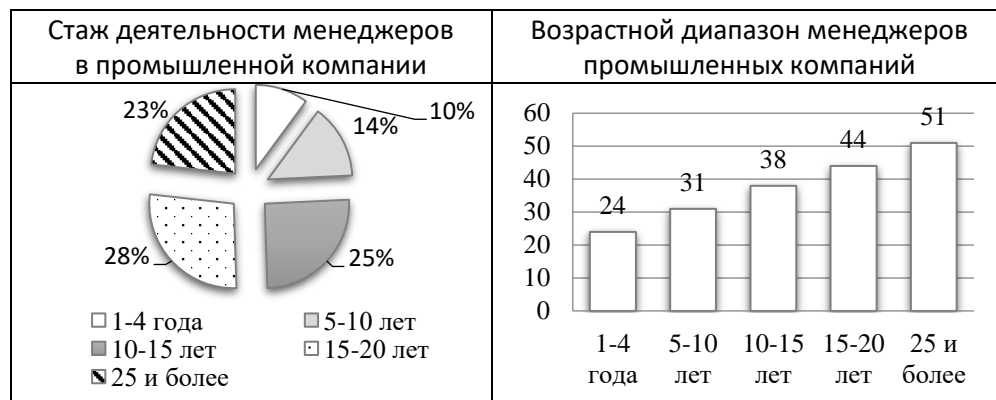 Стаж деятельности менеджеров
в промышленной компании
23%
10%
14%
28%
25%
1-4 года
5-10 лет
10-15 лет
15-20 лет
25 и более
Возрастной диапазон менеджеров
промышленных компаний
60
50
40
30
20
10
0
24
31
38
44
51
1-4
года
5-10
лет
10-15
лет
15-20
лет
25 и
более